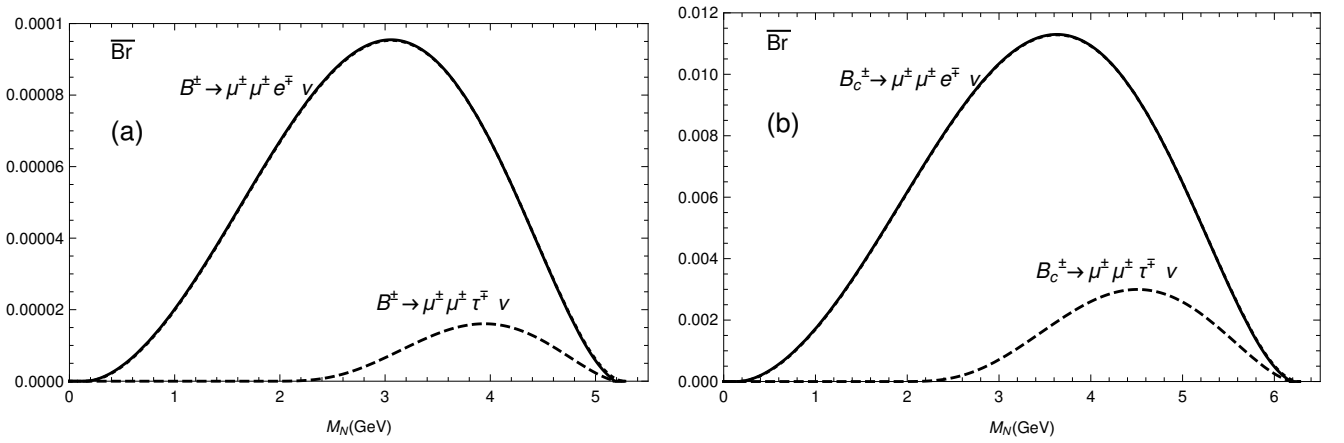 0.0001
0.00008
0.00006
0.00004
0.00002
0.0000
Br
B± → μ± μ± e∓ ν
(a)
B± → μ± μ± τ∓ ν
0 1 2 3 4 5
M_N(GeV)
0.012
0.010
0.008
0.006
0.004
0.002
0.000
Br
B_c± → μ± μ± e∓ ν
(b)
B_c± → μ± μ± τ∓ ν
0 1 2 3 4 5 6
M_N(GeV)